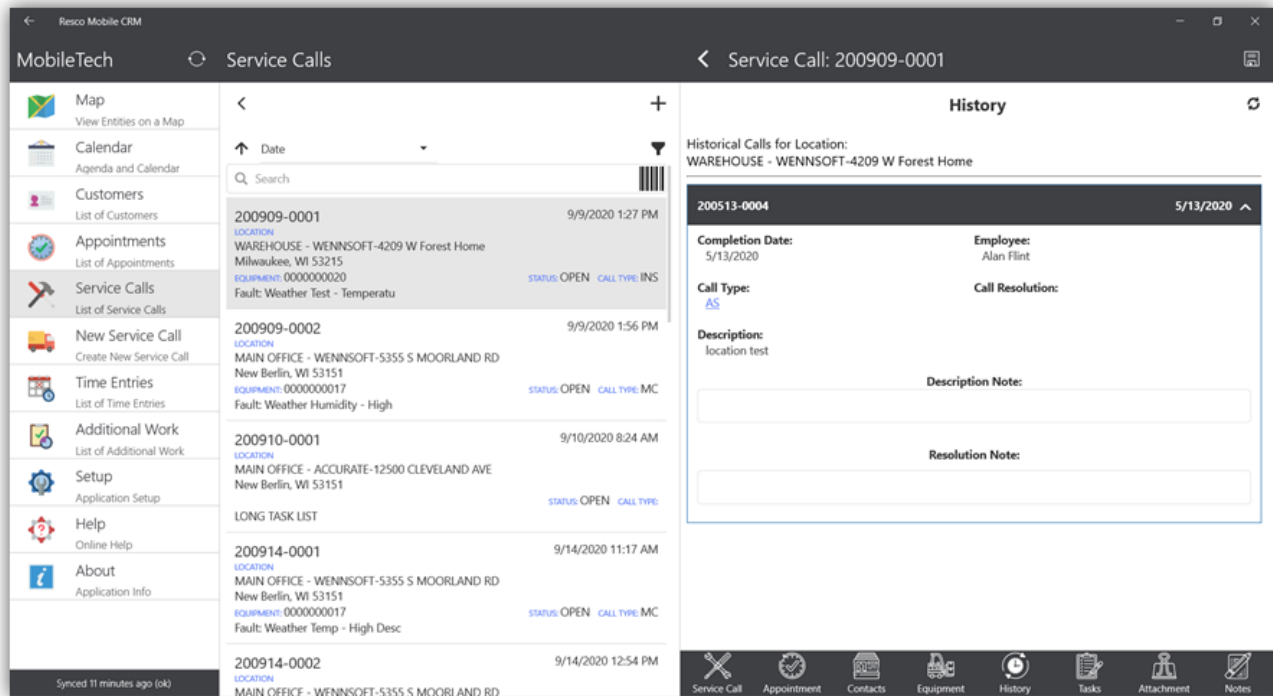 Resco Mobile CRM
MobileTech
Service Calls
Service Call: 200909-0001
Map
View Entities on a Map
Calendar
Agenda and Calendar
Customers
List of Customers
Appointments
List of Appointments
Service Calls
List of Service Calls
New Service Call
Create New Service Call
Time Entries
List of Time Entries
Additional Work
List of Additional Work
Setup
Application Setup
Help
Online Help
About
Application Info
Synced 11 minutes ago (ok)
Date
Search
200909-0001 9/9/2020 1:27 PM
LOCATION
WAREHOUSE - WENNSOFT-4209 W Forest Home
Milwaukee, WI 53215
EQUIPMENT: 0000000020 STATUS: OPEN CALL TYPE: INS
Fault: Weather Test - Temperatu
200909-0002 9/9/2020 1:56 PM
LOCATION
MAIN OFFICE - WENNSOFT-5355 S MOORLAND RD
New Berlin, WI 53151
EQUIPMENT: 0000000017 STATUS: OPEN CALL TYPE: MC
Fault: Weather Humidity - High
200910-0001 9/10/2020 8:24 AM
LOCATION
MAIN OFFICE - ACCURATE-12500 CLEVELAND AVE
New Berlin, WI 53151
STATUS: OPEN CALL TYPE:
LONG TASK LIST
200914-0001 9/14/2020 11:17 AM
LOCATION
MAIN OFFICE - WENNSOFT-5355 S MOORLAND RD
New Berlin, WI 53151
EQUIPMENT: 0000000017 STATUS: OPEN CALL TYPE: MC
Fault: Weather Temp - High Desc
200914-0002 9/14/2020 12:54 PM
LOCATION
MAIN OFFICE - WENNSOFT-5355 S MOORLAND RD
History
Historical Calls for Location:
WAREHOUSE - WENNSOFT-4209 W Forest Home
200513-0004 5/13/2020
Completion Date: Employee:
5/13/2020 Alan Flint
Call Type: Call Resolution:
AS
Description:
location test
Description Note:
Resolution Note:
Service Call Appointment Contacts Equipment History Tasks Attachment Notes